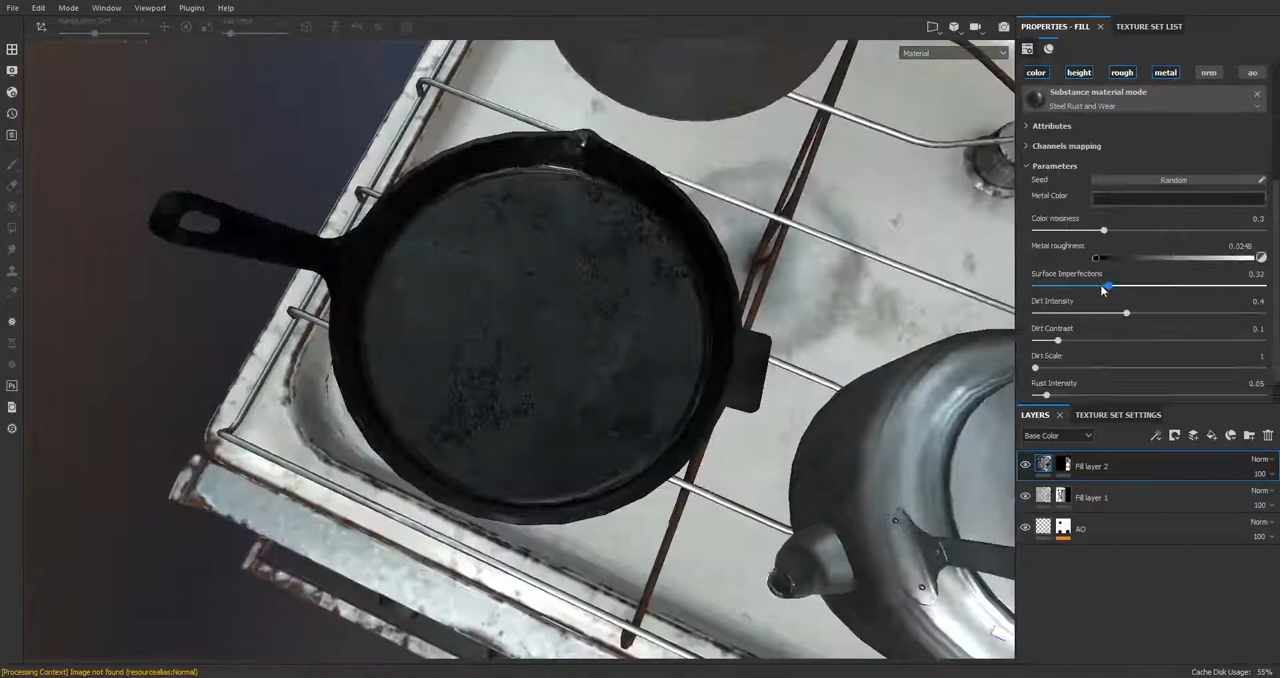 File Edit Mode Window Viewport Plugins Help
PROPERTIES - FILL TEXTURE SET LIST
Material
color height rough metal nrm ao
Substance material mode
Steel Rust and Wear
Attributes
Channels mapping
Parameters
Seed Random
Metal Color
Color noisiness 0.3
Metal roughness 0.0248
Surface Imperfections 0.32
Dirt Intensity 0.4
Dirt Contrast 0.1
Dirt Scale 1
Rust Intensity 0.05
LAYERS TEXTURE SET SETTINGS
Base Color
Ps
Fill layer 2 Norm
100
Fill layer 1 Norm
100
AO Norm
100
[Processing Context] Image not found (resourcealias:Normal) Cache Disk Usage: 55%